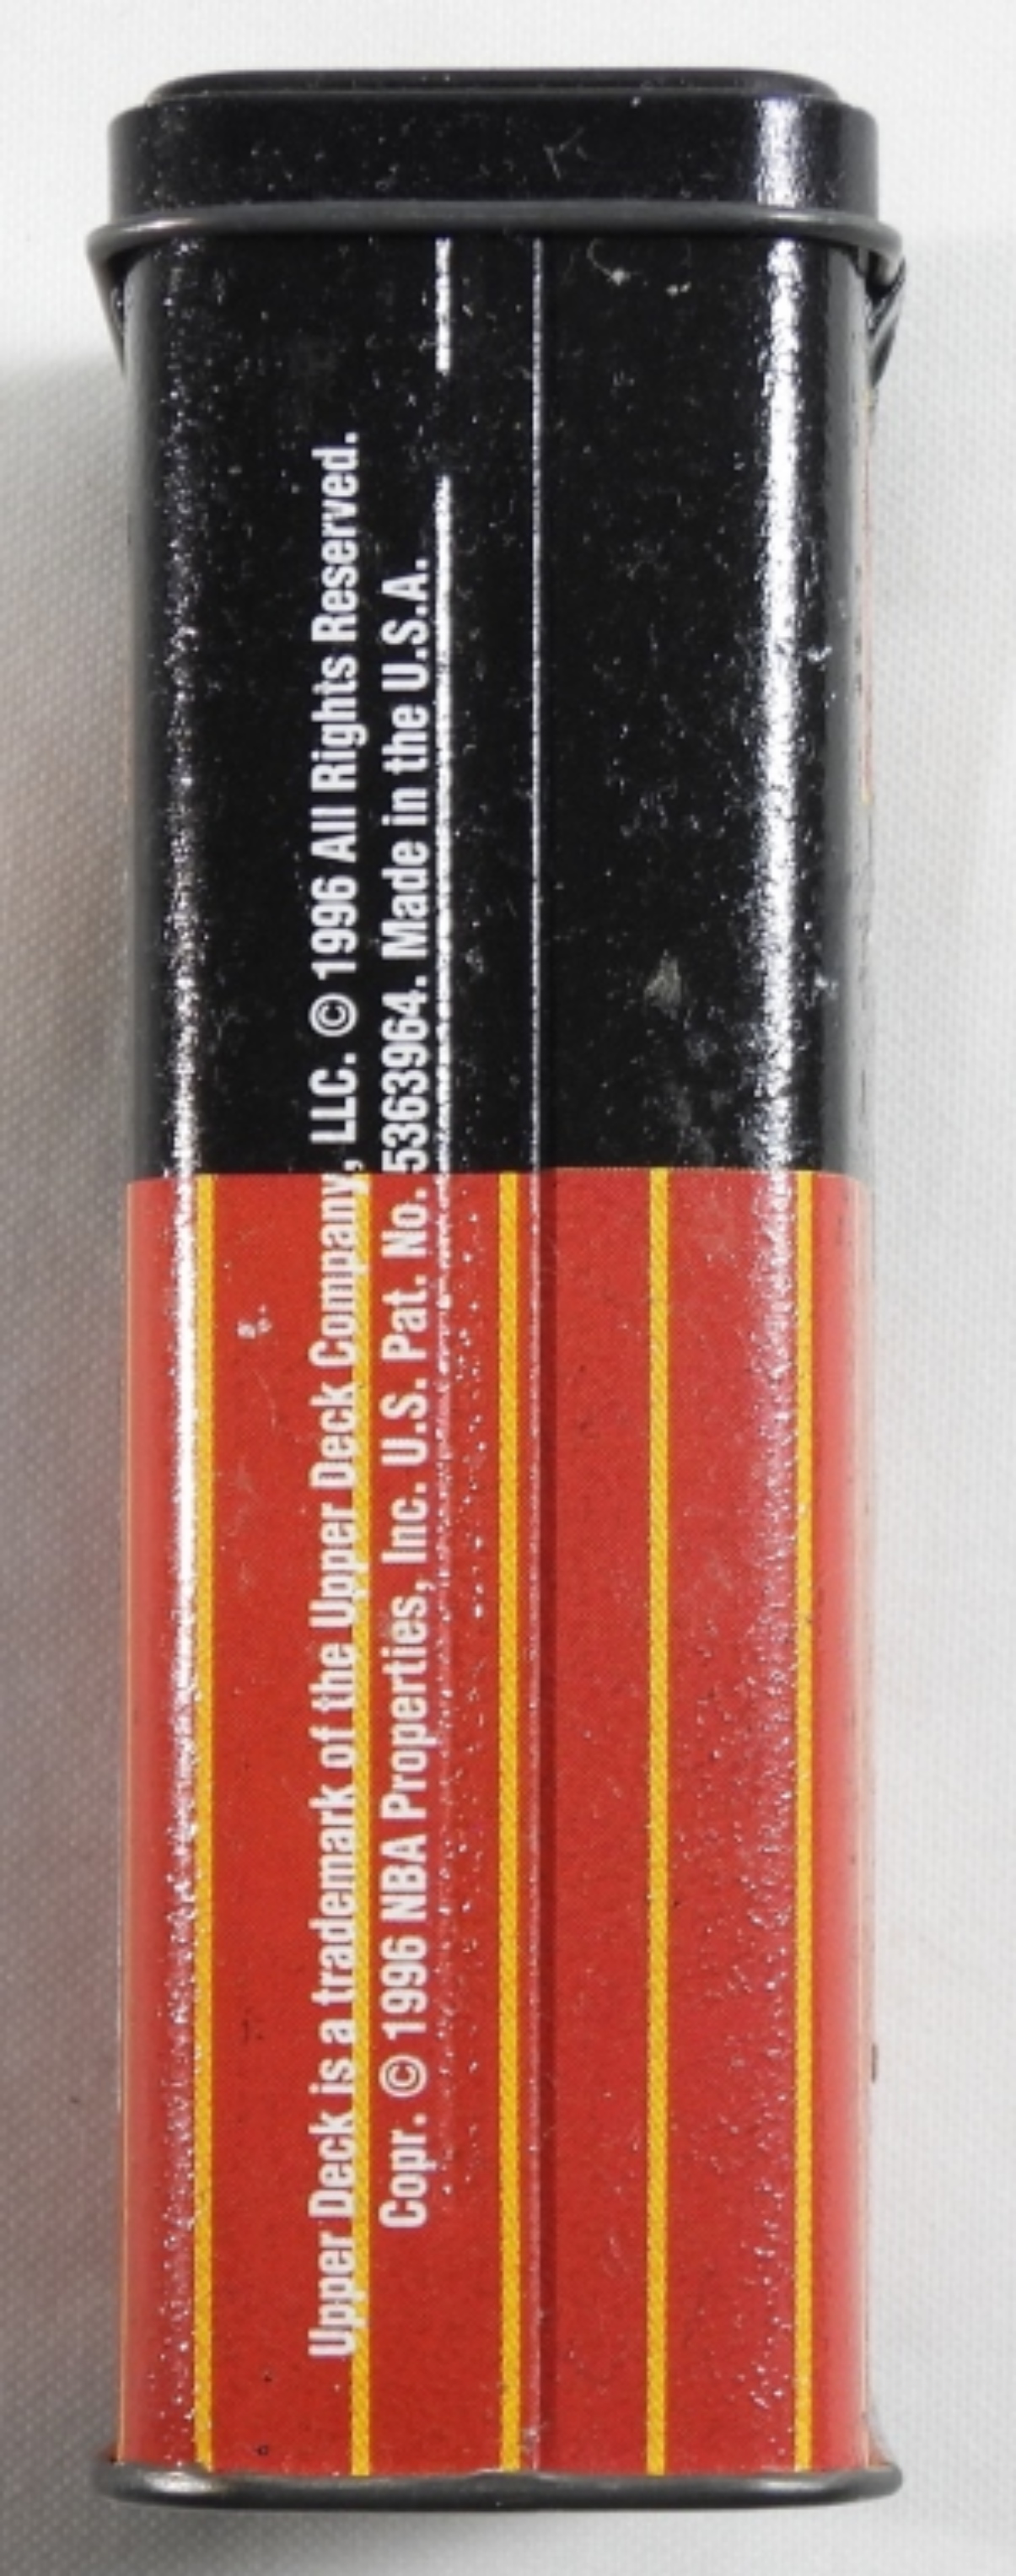 Upper Deck is a trademark of the Upper Deck Company, LLC. © 1996 All Rights Reserved.
Copr. © 1996 NBA Properties, Inc. U.S. Pat. No. 5363964. Made in the U.S.A.